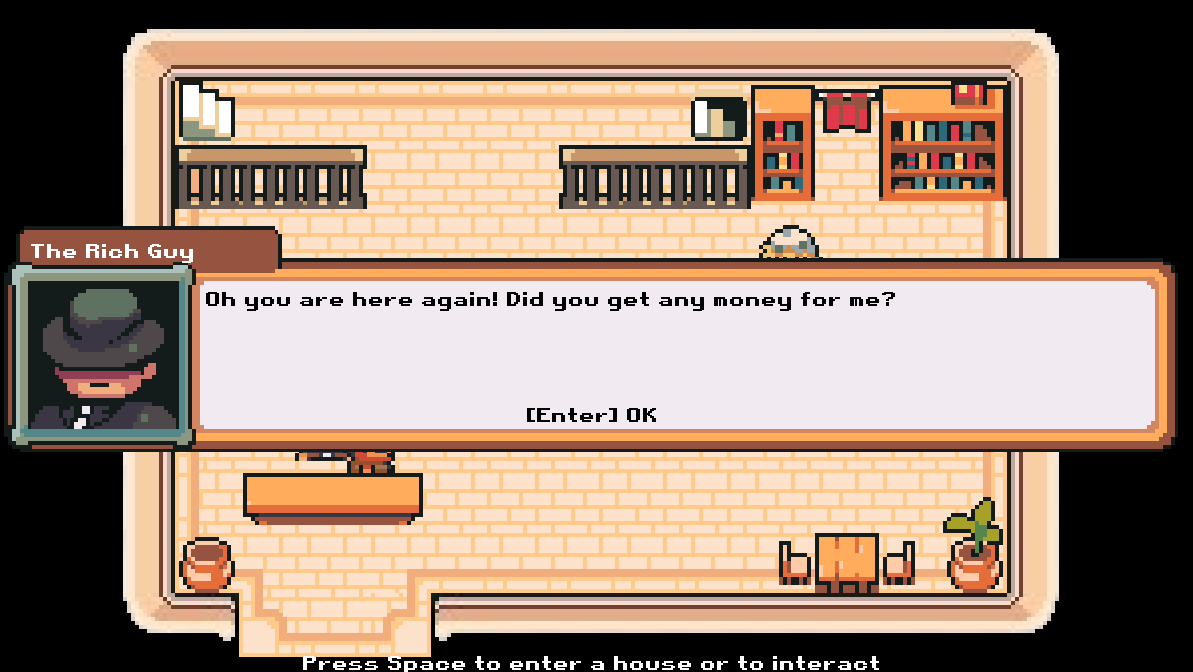 The Rich Guy
Oh you are here again! Did you get any money for me?
[Enter] OK
Press Space to enter a house or to interact